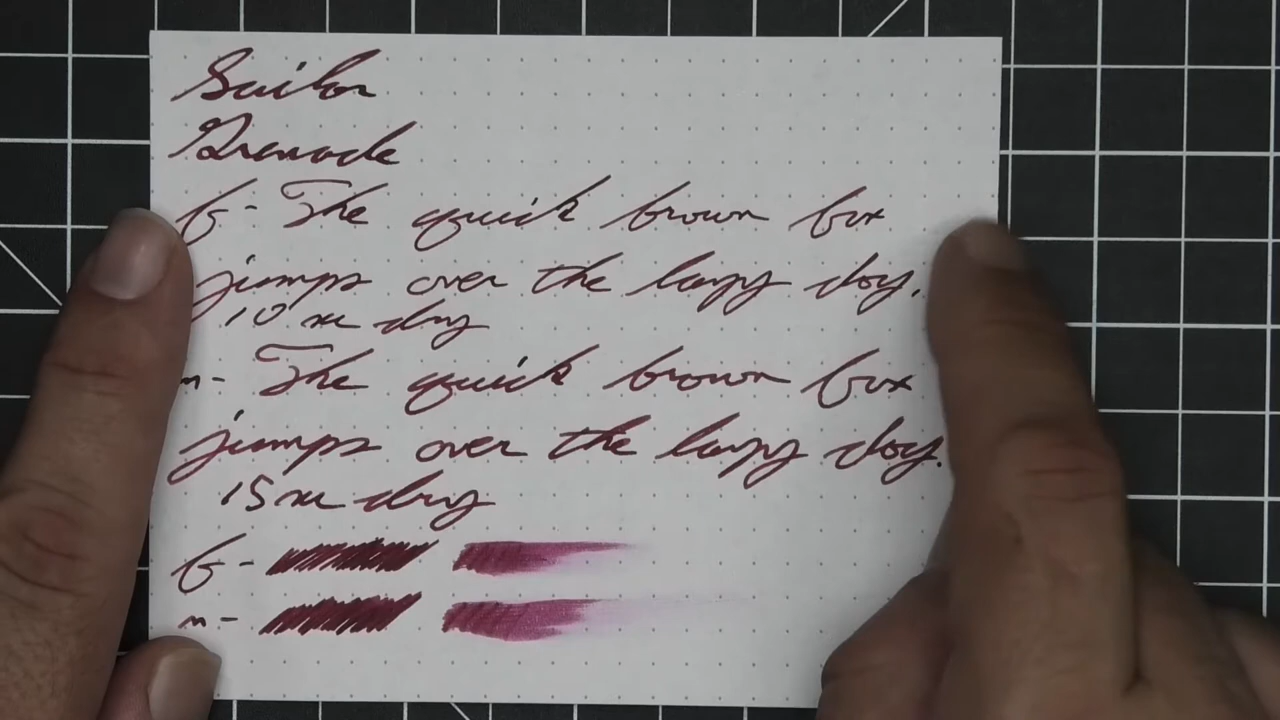 Sailor
Grenade
f- The quick brown fox
jumps over the lazy dog.
10 sec dry
m- The quick brown fox
jumps over the lazy dog.
15 sec dry
f-
m-